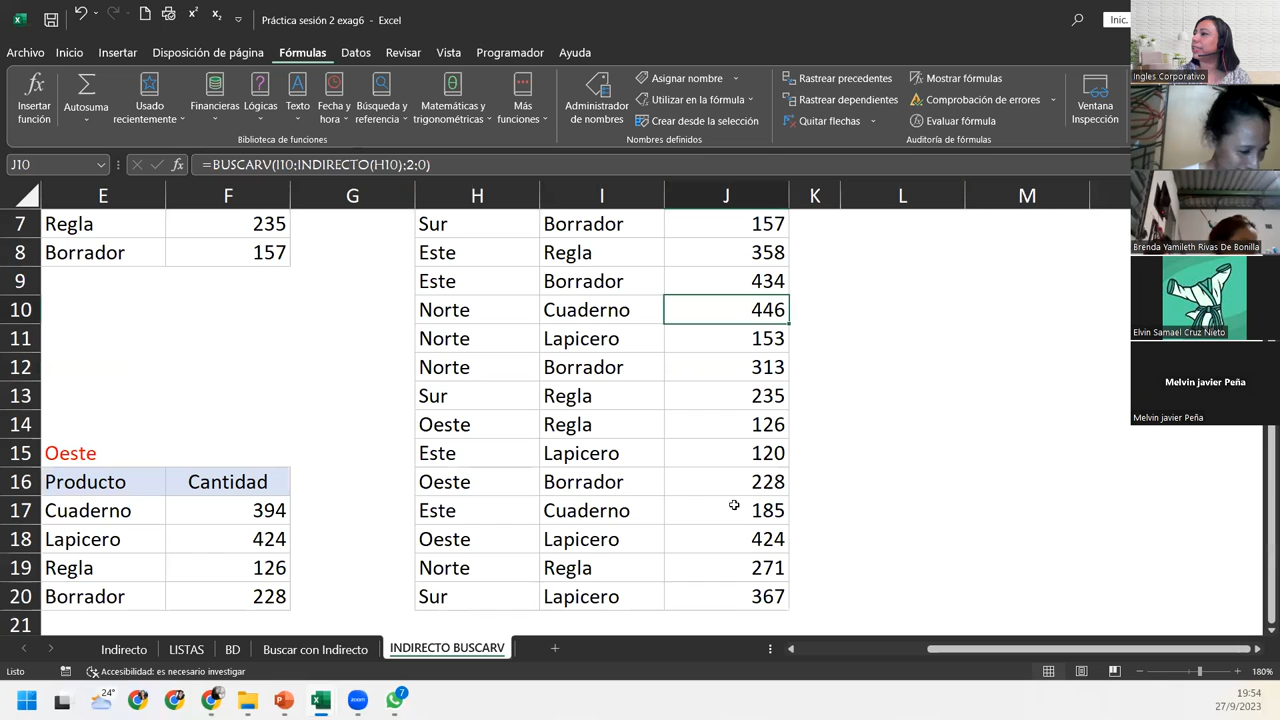 Práctica sesión 2 exag6 - Excel
Inic.
Archivo Inicio Insertar Disposición de página Fórmulas Datos Revisar Vista Programador Ayuda
Insertar función
Autosuma
Usado recientemente
Financieras
Lógicas
Texto
Fecha y hora
Búsqueda y referencia
Matemáticas y trigonométricas
Más funciones
Biblioteca de funciones
Administrador de nombres
Asignar nombre
Utilizar en la fórmula
Crear desde la selección
Nombres definidos
Rastrear precedentes
Rastrear dependientes
Quitar flechas
Mostrar fórmulas
Comprobación de errores
Evaluar fórmula
Auditoría de fórmulas
Ventana Inspección
J10 fx =BUSCARV(I10;INDIRECTO(H10);2;0)
E F G H I J K L M
7 Regla 235 Sur Borrador 157
8 Borrador 157 Este Regla 358
9 Este Borrador 434
10 Norte Cuaderno 446
11 Norte Lapicero 153
12 Norte Borrador 313
13 Sur Regla 235
14 Oeste Regla 126
15 Oeste Este Lapicero 120
16 Producto Cantidad Oeste Borrador 228
17 Cuaderno 394 Este Cuaderno 185
18 Lapicero 424 Oeste Lapicero 424
19 Regla 126 Norte Regla 271
20 Borrador 228 Sur Lapicero 367
21
Indirecto LISTAS BD Buscar con Indirecto INDIRECTO BUSCARV
Listo Accesibilidad: es necesario investigar 180%
24° zoom 7
19:54
27/9/2023
Ingles Corporativo
Brenda Yamileth Rivas De Bonilla
Elvin Samael Cruz Nieto
Melvin javier Peña
Melvin javier Peña